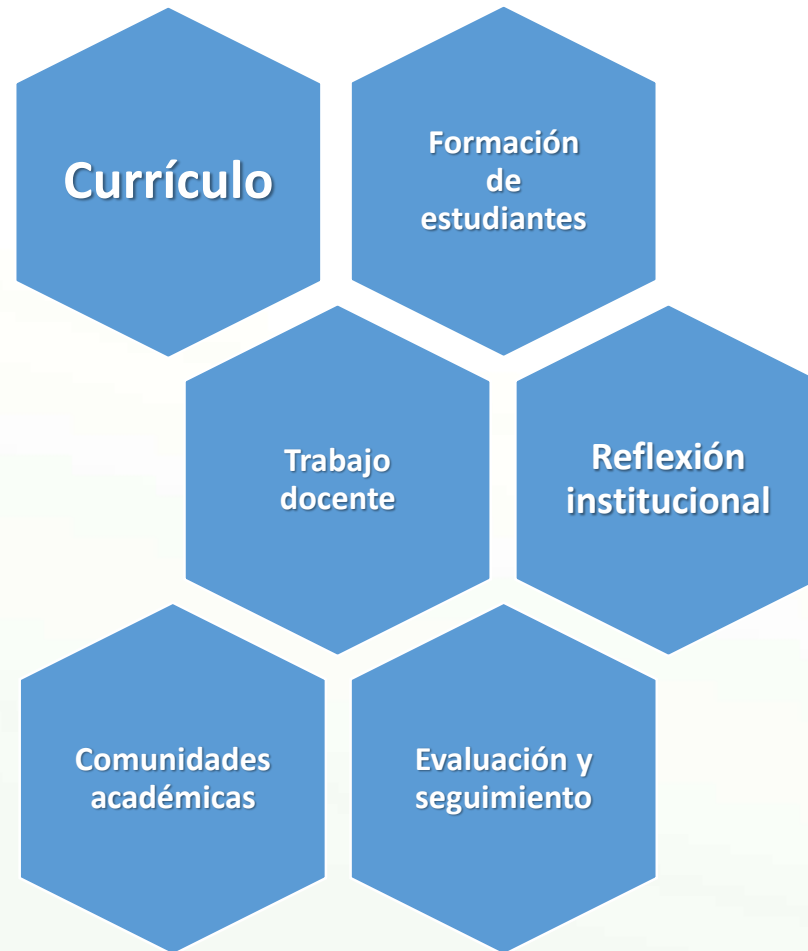 Currículo
Formación
de
estudiantes
Trabajo
docente
Reflexión
institucional
Comunidades
académicas
Evaluación y
seguimiento